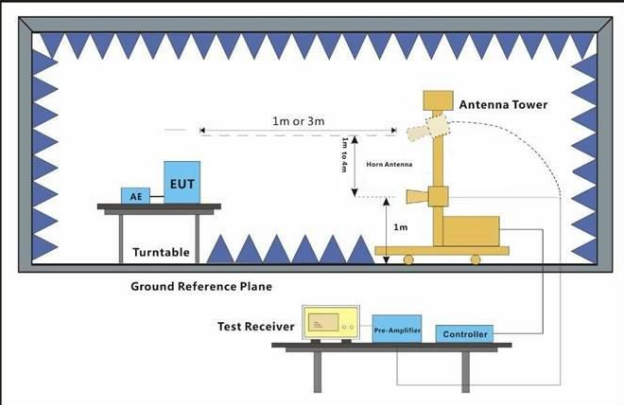 1m or 3m
Antenna Tower
1m to 4m
Horn Antenna
EUT
AE
1m
Turntable
Ground Reference Plane
Test Receiver
Pre-Amplifier
Controller